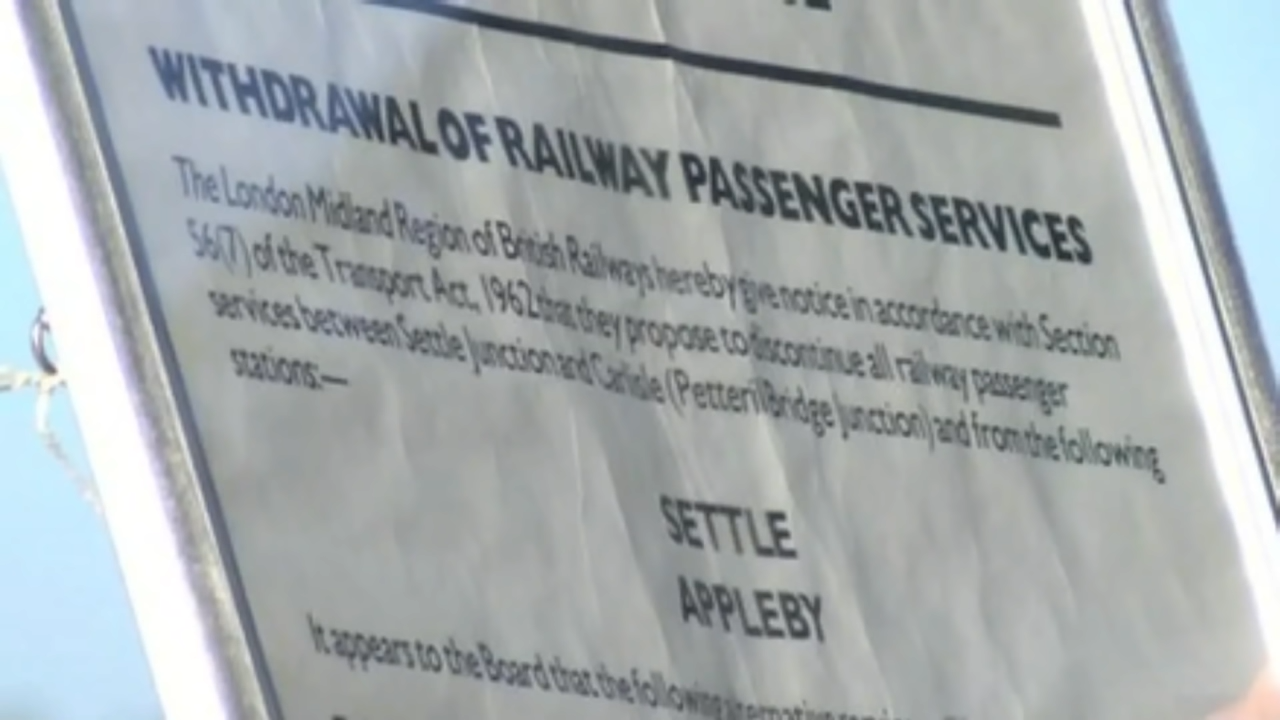 WITHDRAWAL OF RAILWAY PASSENGER SERVICES
The London Midland Region of British Railways hereby give notice in accordance with Section
56(7) of the Transport Act, 1962 that they propose to discontinue all railway passenger
services between Settle Junction and Carlisle (Petteril Bridge Junction) and from the following
stations:—
SETTLE
APPLEBY
It appears to the Board that the following alternative